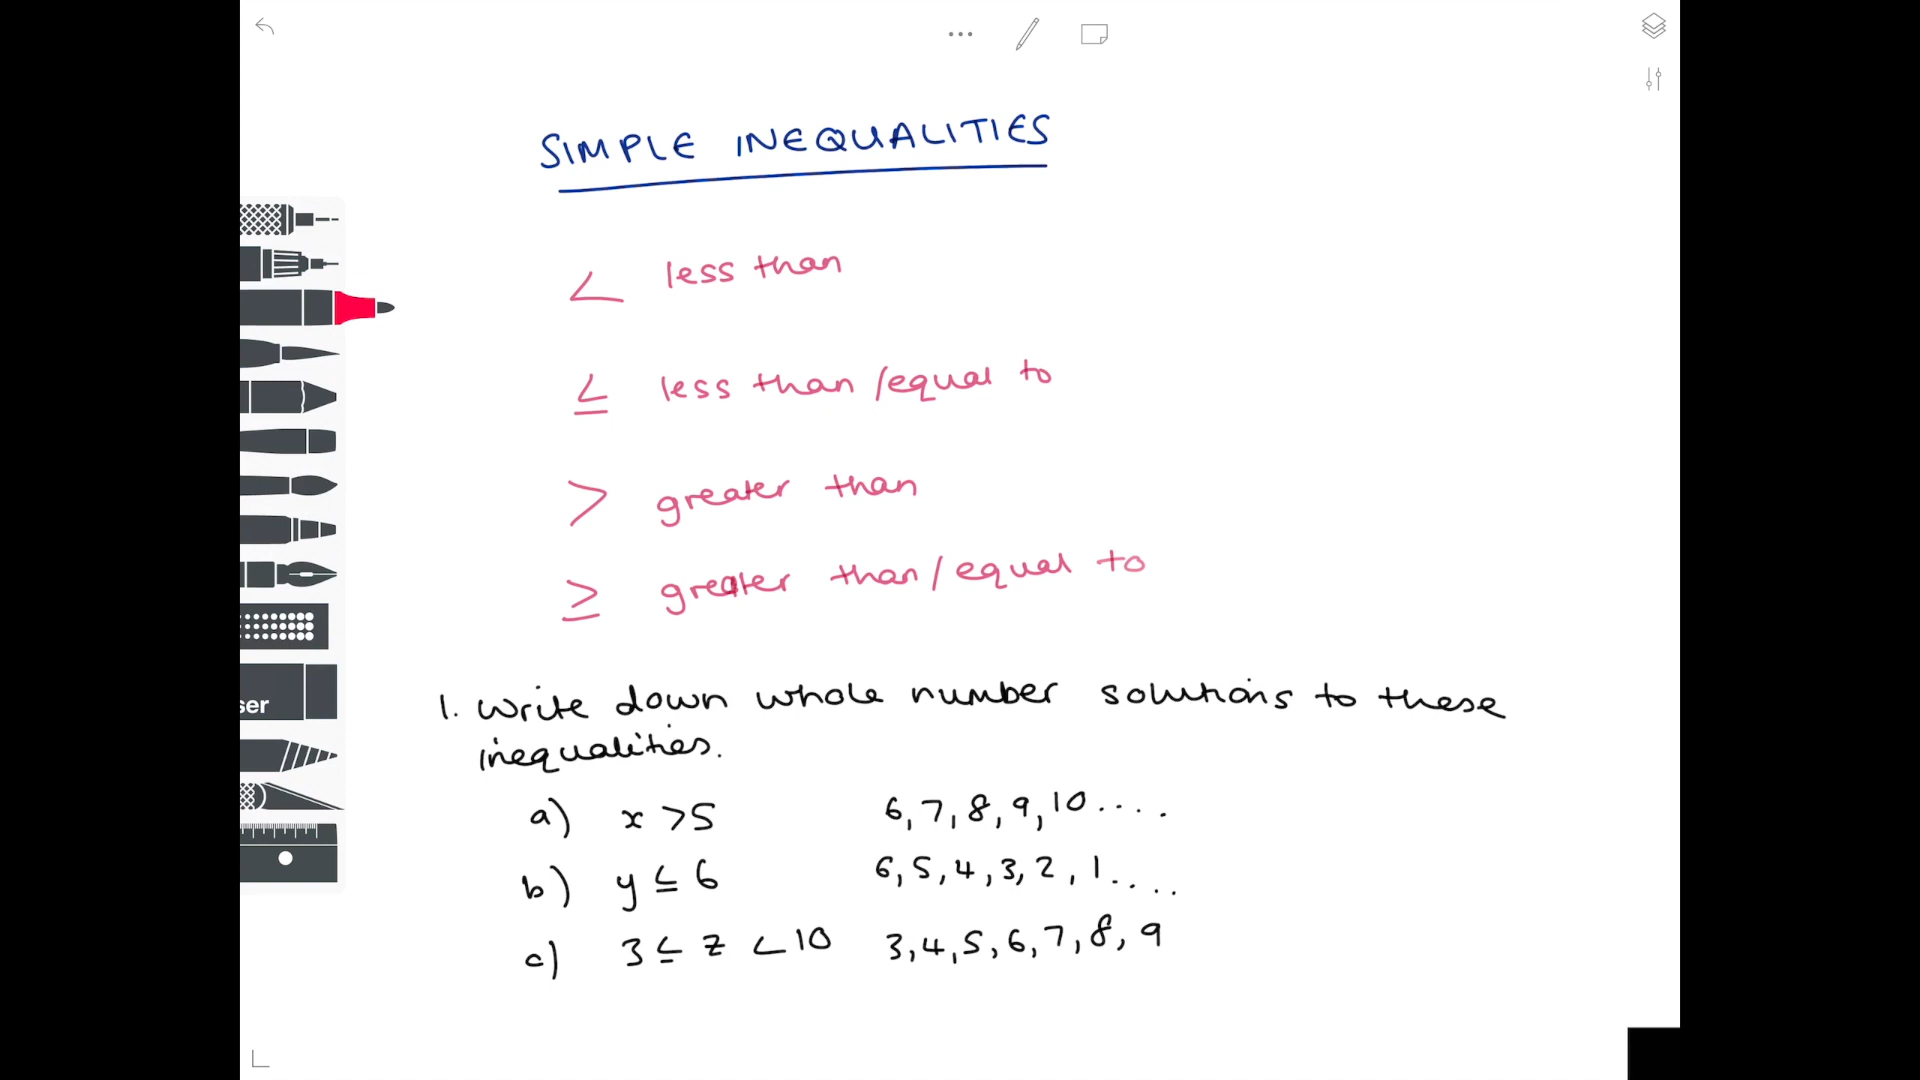 SIMPLE INEQUALITIES
< less than
≤ less than /equal to
> greater than
≥ greater than/equal to
ser
1. Write down whole number solutions to these
inequalities.
a) x >5 6,7,8,9,10....
b) y ≤ 6 6,5,4,3,2,1....
c) 3 ≤ z <10 3,4,5,6,7,8,9